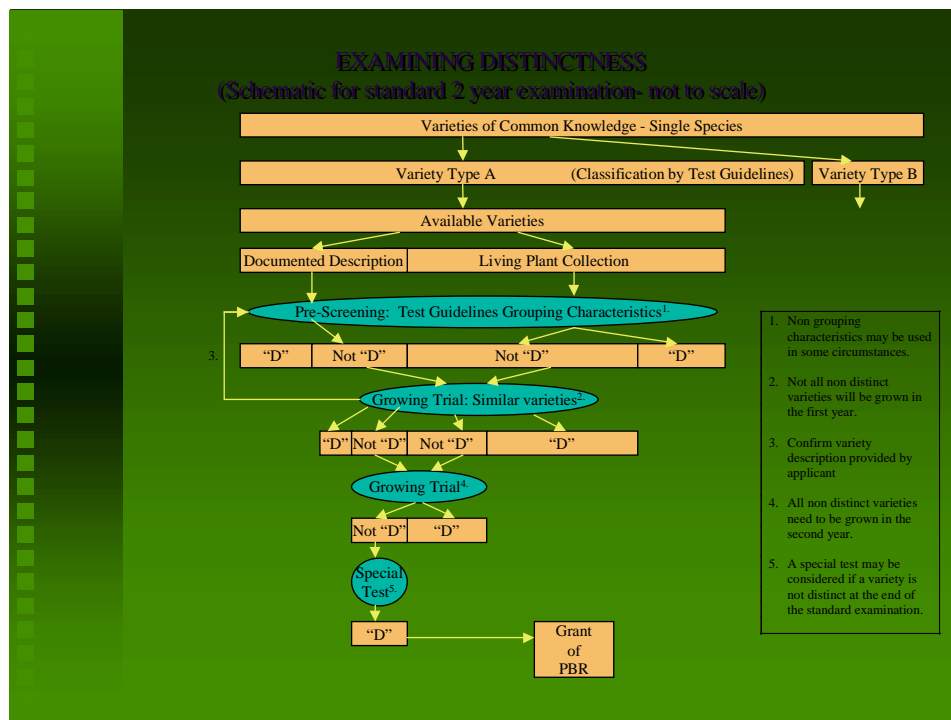 EXAMINING DISTINCTNESS
(Schematic for standard 2 year examination- not to scale)
Varieties of Common Knowledge - Single Species
Variety Type A (Classification by Test Guidelines)
Variety Type B
Available Varieties
Documented Description
Living Plant Collection
Pre-Screening: Test Guidelines Grouping Characteristics1.
3.
“D”
Not “D”
Not “D”
“D”
Growing Trial: Similar varieties2.
“D”
Not “D”
Not “D”
“D”
Growing Trial4.
Not “D”
“D”
Special
Test5.
“D”
Grant
of
PBR
1. Non grouping
characteristics may be used
in some circumstances.
2. Not all non distinct
varieties will be grown in
the first year.
3. Confirm variety
description provided by
applicant
4. All non distinct varieties
need to be grown in the
second year.
5. A special test may be
considered if a variety is
not distinct at the end of
the standard examination.